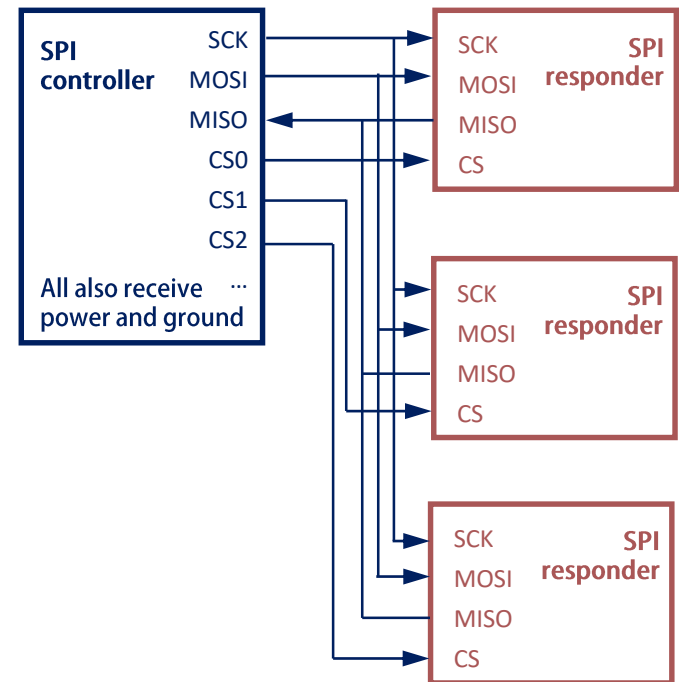 SPI
controller
SCK
MOSI
MISO
CS0
CS1
CS2
All also receive ...
power and ground
SCK
MOSI
MISO
CS
SPI
responder
SCK
MOSI
MISO
CS
SPI
responder
SCK
MOSI
MISO
CS
SPI
responder